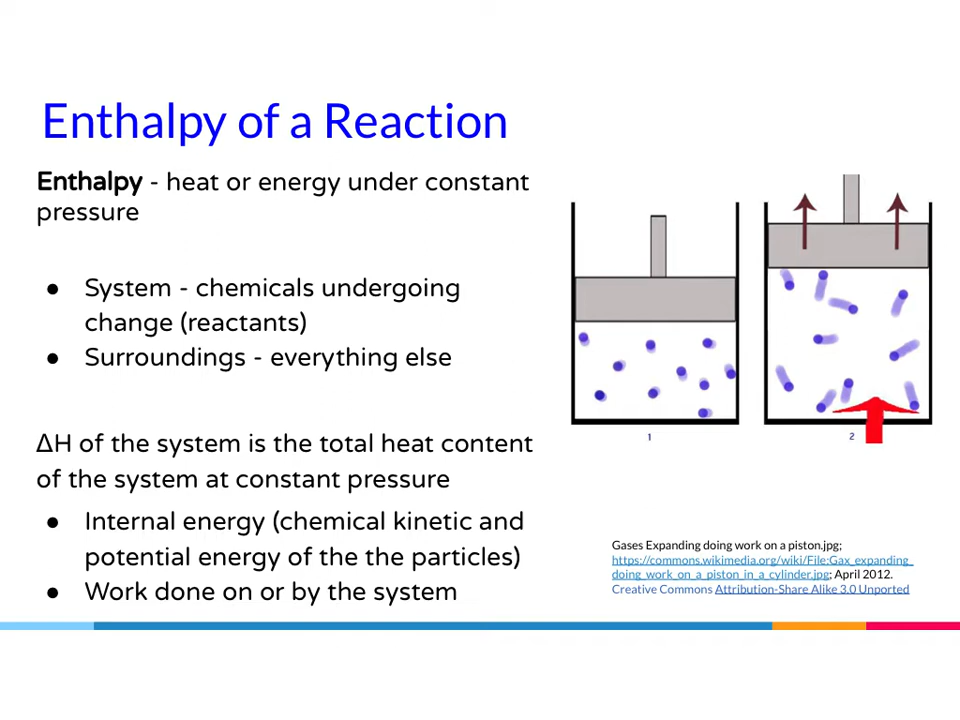 Enthalpy of a Reaction
Enthalpy - heat or energy under constant
pressure
● System - chemicals undergoing
change (reactants)
● Surroundings - everything else
ΔH of the system is the total heat content
of the system at constant pressure
● Internal energy (chemical kinetic and
potential energy of the the particles)
● Work done on or by the system
1
2
Gases Expanding doing work on a piston.jpg;
https://commons.wikimedia.org/wiki/File:Gax_expanding_
doing_work_on_a_piston_in_a_cylinder.jpg; April 2012.
Creative Commons Attribution-Share Alike 3.0 Unported